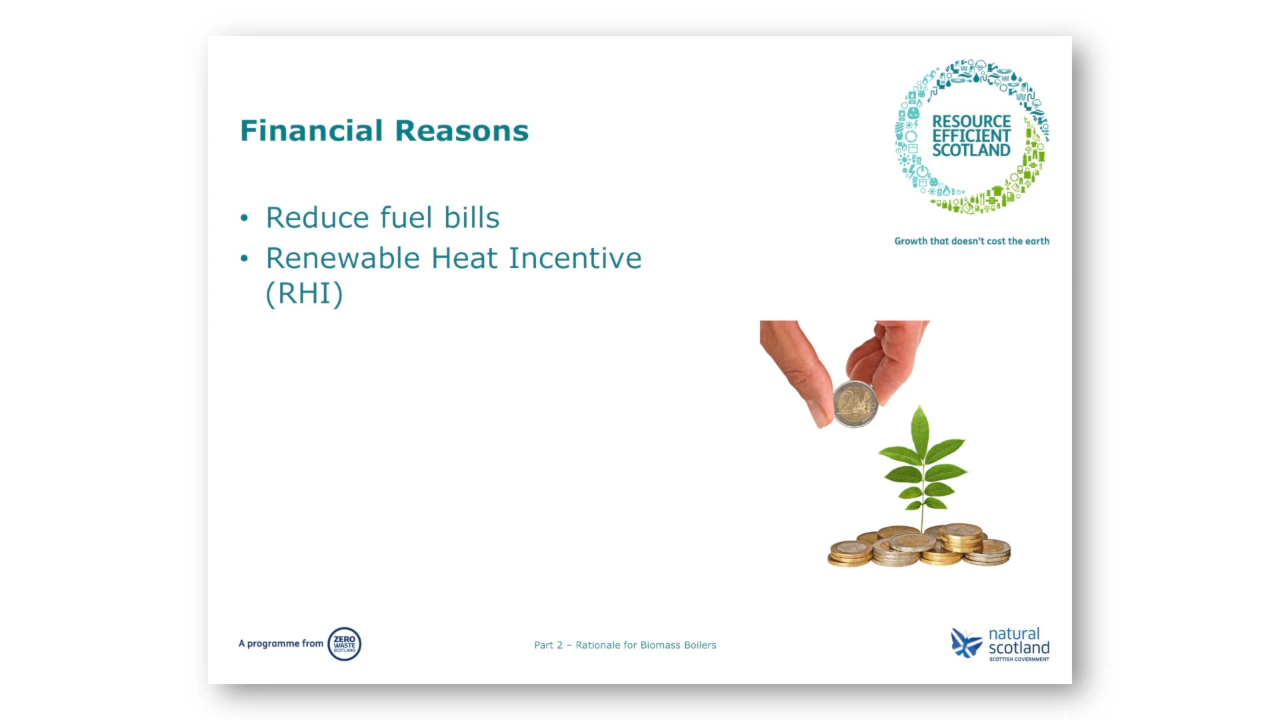 Financial Reasons
RESOURCE
EFFICIENT
SCOTLAND
Growth that doesn't cost the earth
• Reduce fuel bills
• Renewable Heat Incentive
(RHI)
2
A programme from
ZERO
WASTE
SCOTLAND
Part 2 – Rationale for Biomass Boilers
natural
scotland
SCOTTISH GOVERNMENT